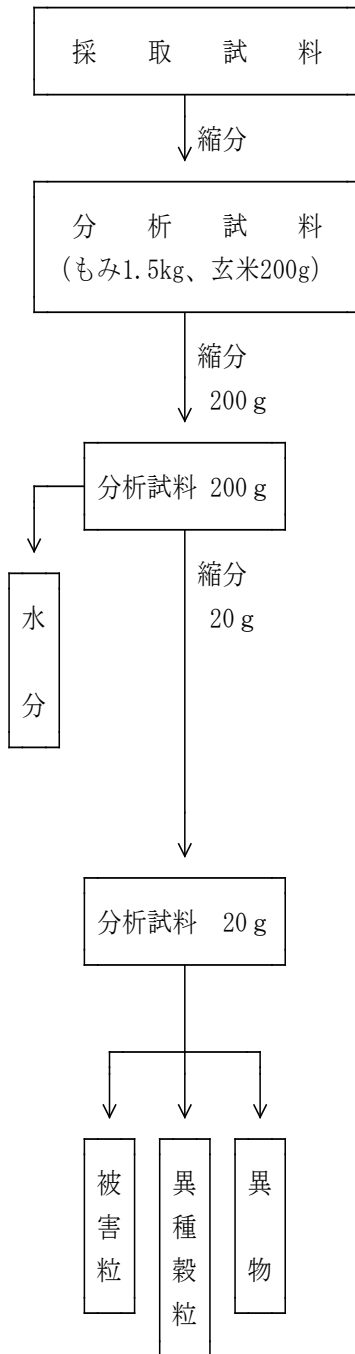 採取試料
縮分
分析試料
(もみ1.5kg、玄米200g)
縮分
200g
分析試料 200g
水分
縮分
20g
分析試料 20g
被害粒
異種穀粒
異物